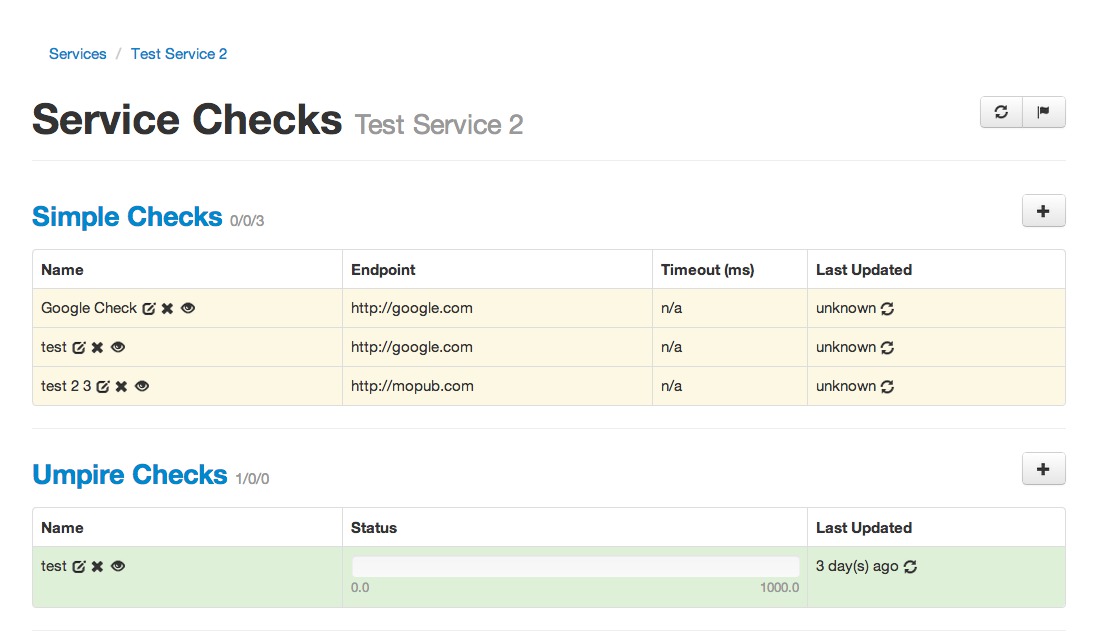 Services / Test Service 2
Service Checks Test Service 2
Simple Checks 0/0/3
Name Endpoint Timeout (ms) Last Updated
Google Check http://google.com n/a unknown
test http://google.com n/a unknown
test 2 3 http://mopub.com n/a unknown
Umpire Checks 1/0/0
Name Status Last Updated
test 3 day(s) ago
0.0 1000.0